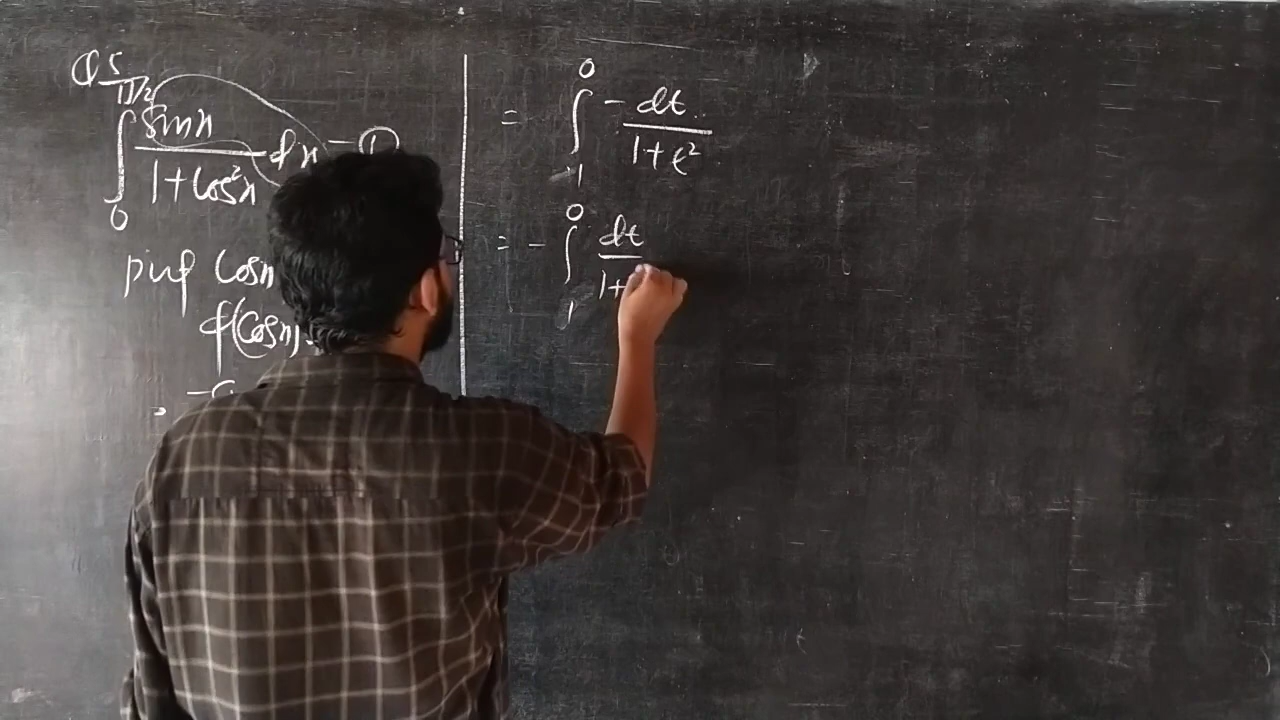 Q5
π/2
∫ sinx / 1+cos²x dx — ①
0
put cosx
d(cosx)
=
0
= ∫ - dt / 1+t²
1
0
= - ∫ dt / 1+
1